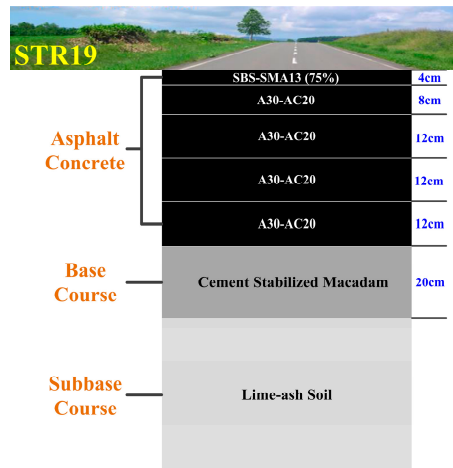 STR19
SBS-SMA13 (75%)
4cm
A30-AC20
8cm
Asphalt
Concrete
A30-AC20
12cm
A30-AC20
12cm
A30-AC20
12cm
Base
Course
Cement Stabilized Macadam
20cm
Subbase
Course
Lime-ash Soil